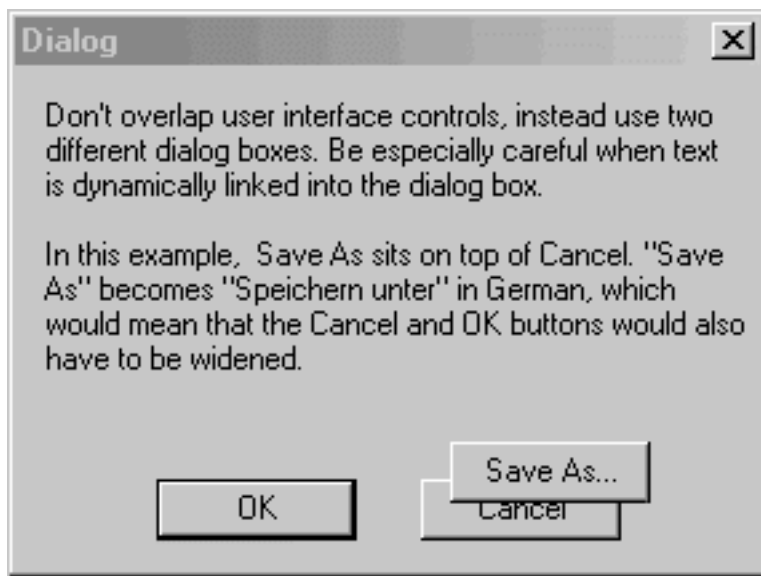 Dialog
Don't overlap user interface controls, instead use two
different dialog boxes. Be especially careful when text
is dynamically linked into the dialog box.
In this example,  Save As sits on top of Cancel. "Save
As" becomes "Speichern unter" in German, which
would mean that the Cancel and OK buttons would also
have to be widened.
Save As...
OK
Cancel